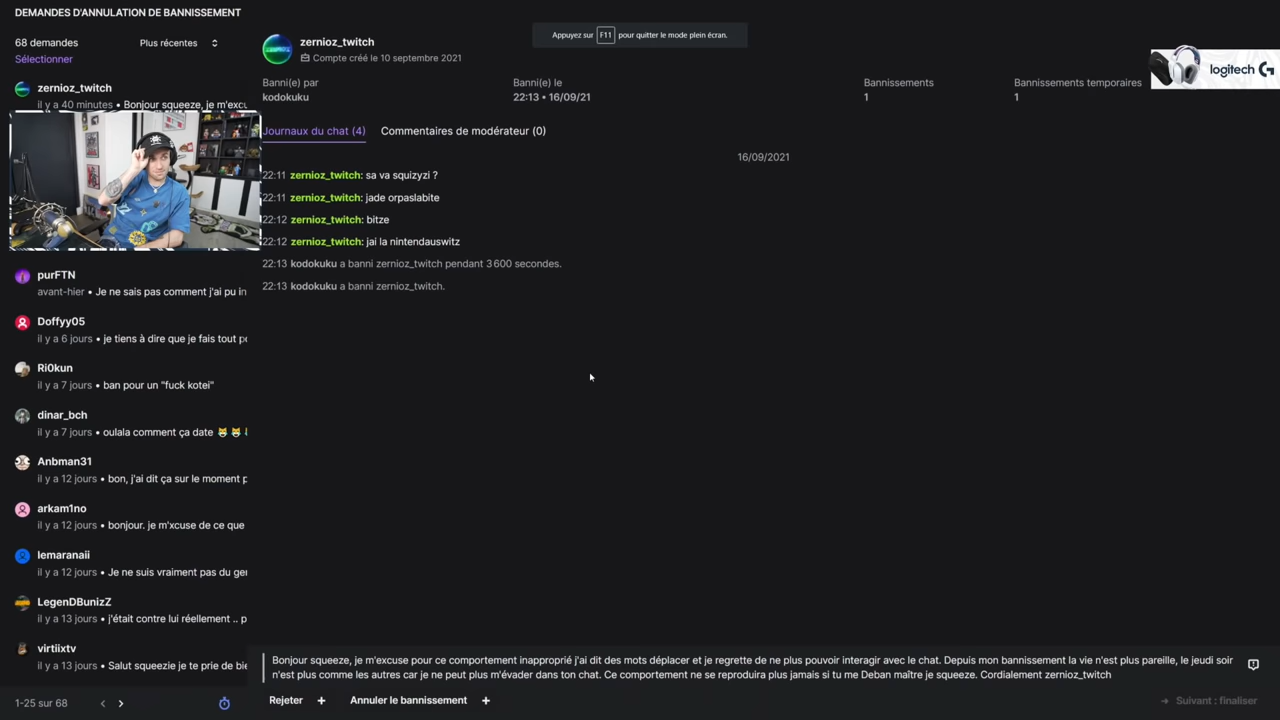 DEMANDES D'ANNULATION DE BANNISSEMENT
68 demandes
Plus récentes
Sélectionner
zernioz_twitch
il y a 40 minutes • Bonjour squeeze, je m'excu
purFTN
avant-hier • Je ne sais pas comment j'ai pu in
Doffyy05
il y a 6 jours • je tiens à dire que je fais tout pe
Ri0kun
il y a 7 jours • ban pour un "fuck kotei"
dinar_bch
il y a 7 jours • oulala comment ça date 😹 😹
Anbman31
il y a 12 jours • bon, j'ai dit ça sur le moment p
arkam1no
il y a 12 jours • bonjour. je m'xcuse de ce que
lemaranaii
il y a 12 jours • Je ne suis vraiment pas du ge
LegenDBunizZ
il y a 13 jours • j'était contre lui réellement .. p
virtiixtv
il y a 13 jours • Salut squeezie je te prie de bie
1-25 sur 68
zernioz_twitch
Compte créé le 10 septembre 2021
Appuyez sur F11 pour quitter le mode plein écran.
logitech G
Banni(e) par
kodokuku
Banni(e) le
22:13 • 16/09/21
Bannissements
1
Bannissements temporaires
1
Journaux du chat (4)
Commentaires de modérateur (0)
16/09/2021
22:11 zernioz_twitch: sa va squizyzi ?
22:11 zernioz_twitch: jade orpaslabite
22:12 zernioz_twitch: bitze
22:12 zernioz_twitch: jai la nintendauswitz
22:13 kodokuku a banni zernioz_twitch pendant 3 600 secondes.
22:13 kodokuku a banni zernioz_twitch.
Bonjour squeeze, je m'excuse pour ce comportement inapproprié j'ai dit des mots déplacer et je regrette de ne plus pouvoir interagir avec le chat. Depuis mon bannissement la vie n'est plus pareille, le jeudi soir
n'est plus comme les autres car je ne peut plus m'évader dans ton chat. Ce comportement ne se reproduira plus jamais si tu me Deban maître je squeeze. Cordialement zernioz_twitch
Rejeter +
Annuler le bannissement +
→ Suivant : finaliser